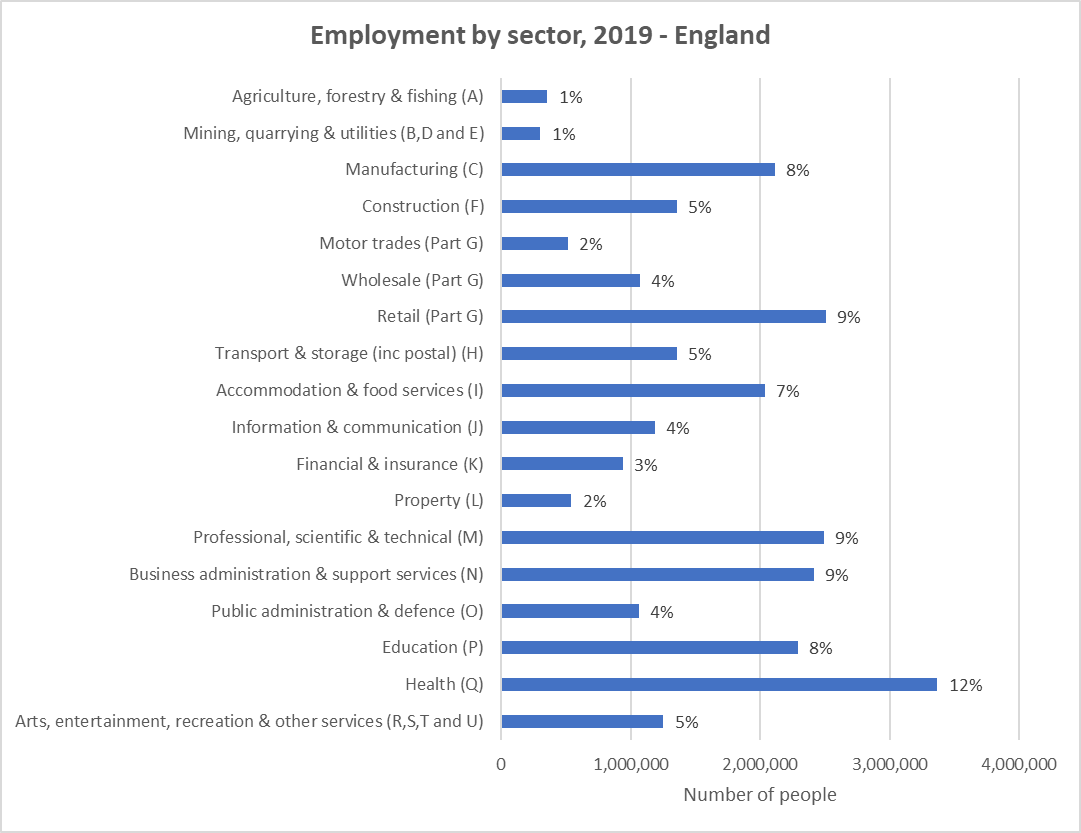 Employment by sector, 2019 - England
Agriculture, forestry & fishing (A) 1%
Mining, quarrying & utilities (B,D and E) 1%
Manufacturing (C) 8%
Construction (F) 5%
Motor trades (Part G) 2%
Wholesale (Part G) 4%
Retail (Part G) 9%
Transport & storage (inc postal) (H) 5%
Accommodation & food services (I) 7%
Information & communication (J) 4%
Financial & insurance (K) 3%
Property (L) 2%
Professional, scientific & technical (M) 9%
Business administration & support services (N) 9%
Public administration & defence (O) 4%
Education (P) 8%
Health (Q) 12%
Arts, entertainment, recreation & other services (R,S,T and U) 5%
0 1,000,000 2,000,000 3,000,000 4,000,000
Number of people